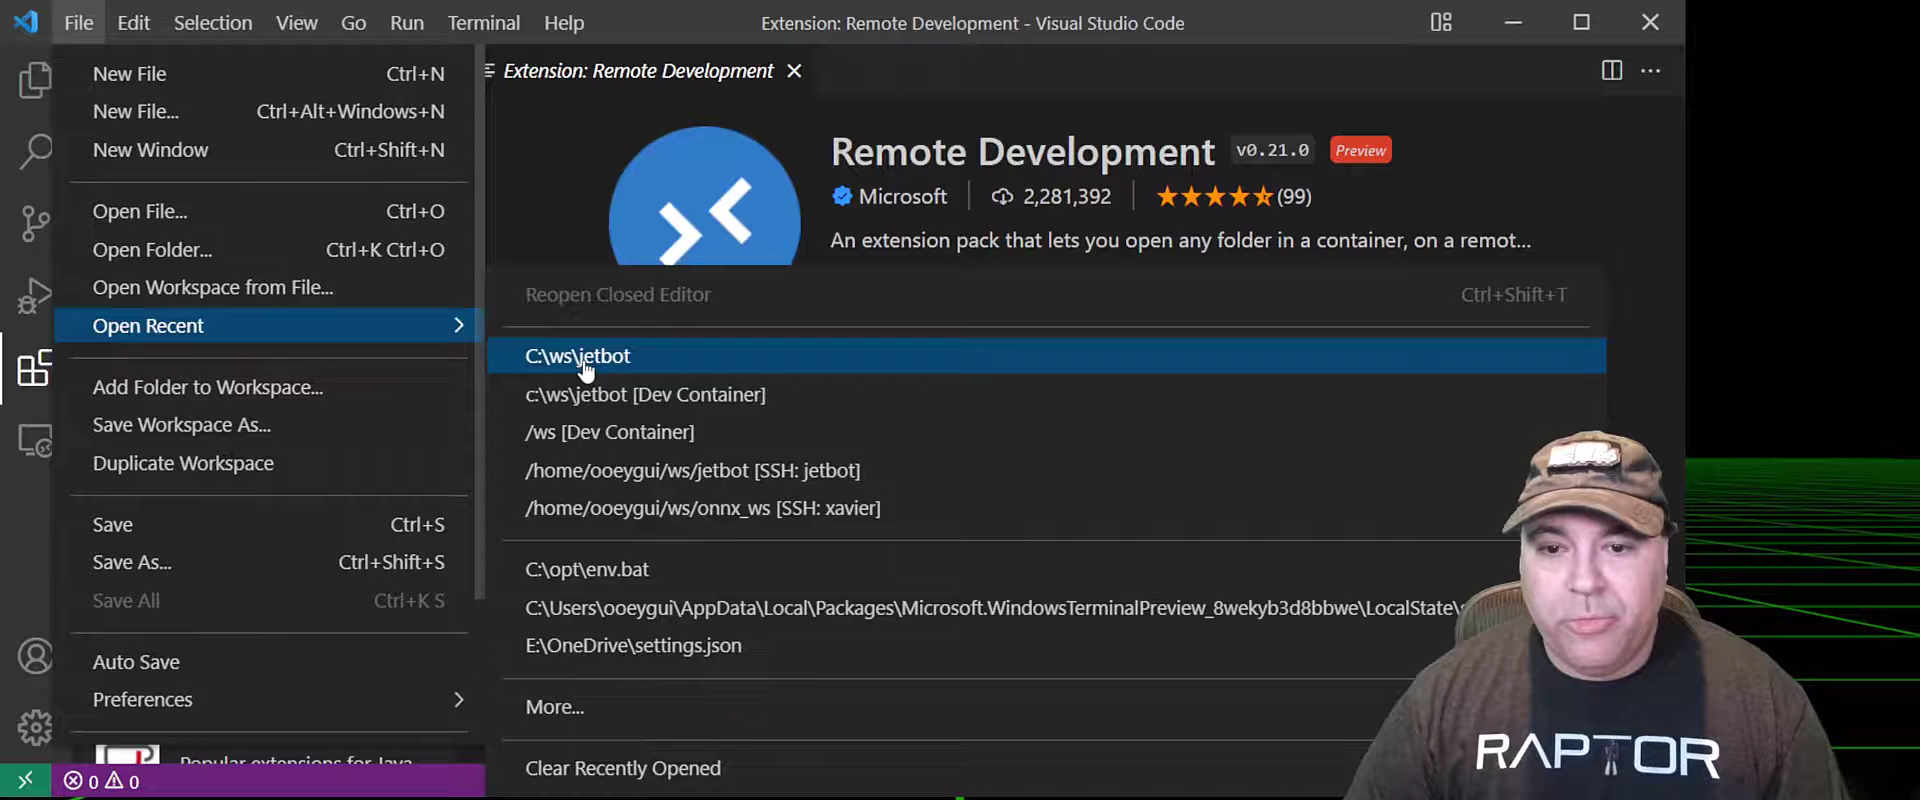 File Edit Selection View Go Run Terminal Help Extension: Remote Development - Visual Studio Code
New File Ctrl+N
New File... Ctrl+Alt+Windows+N
New Window Ctrl+Shift+N
Open File... Ctrl+O
Open Folder... Ctrl+K Ctrl+O
Open Workspace from File...
Open Recent
Add Folder to Workspace...
Save Workspace As...
Duplicate Workspace
Save Ctrl+S
Save As... Ctrl+Shift+S
Save All Ctrl+K S
Auto Save
Preferences
Popular extensions for Java
0 0
Extension: Remote Development
Remote Development v0.21.0 Preview
Microsoft 2,281,392 (99)
An extension pack that lets you open any folder in a container, on a remot...
Reopen Closed Editor Ctrl+Shift+T
C:\ws\jetbot
c:\ws\jetbot [Dev Container]
/ws [Dev Container]
/home/ooeygui/ws/jetbot [SSH: jetbot]
/home/ooeygui/ws/onnx_ws [SSH: xavier]
C:\opt\env.bat
C:\Users\ooeygui\AppData\Local\Packages\Microsoft.WindowsTerminalPreview_8wekyb3d8bbwe\LocalState\
E:\OneDrive\settings.json
More...
Clear Recently Opened
RAPTOR